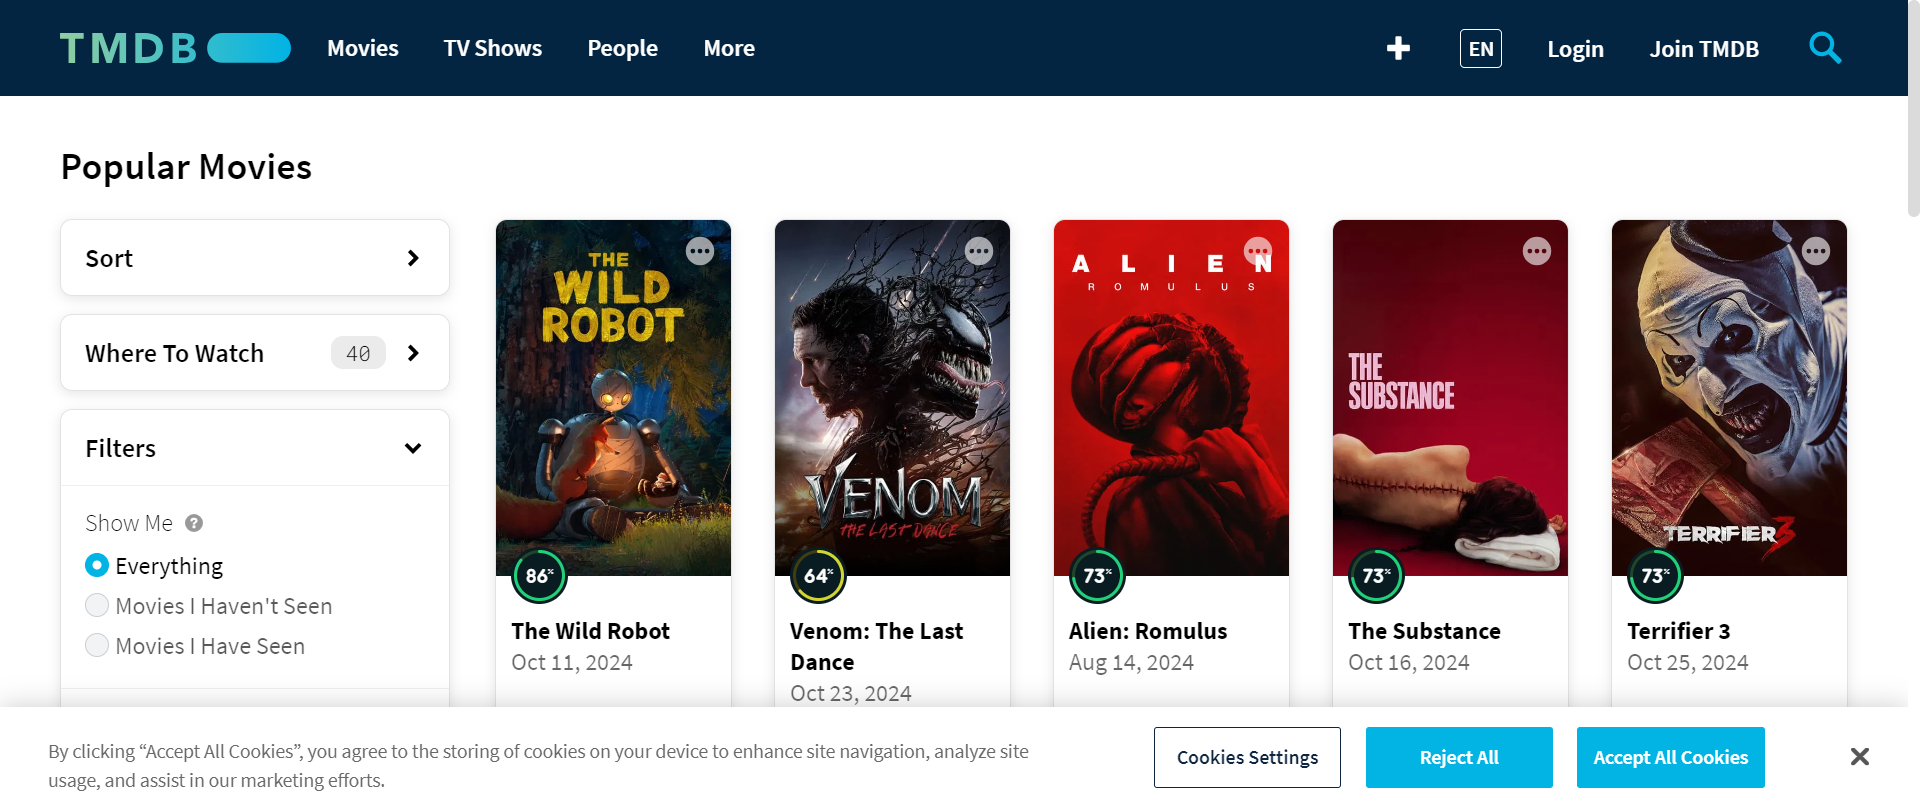 TMDB
Movies
TV Shows
People
More
EN
Login
Join TMDB
Popular Movies
Sort
Where To Watch
40
Filters
Show Me
?
Everything
Movies I Haven't Seen
Movies I Have Seen
THE
WILD
ROBOT
86%
The Wild Robot
Oct 11, 2024
VENOM
THE LAST DANCE
64%
Venom: The Last
Dance
Oct 23, 2024
ALIEN
ROMULUS
73%
Alien: Romulus
Aug 14, 2024
THE
SUBSTANCE
73%
The Substance
Oct 16, 2024
TERRIFIER 3
73%
Terrifier 3
Oct 25, 2024
By clicking “Accept All Cookies”, you agree to the storing of cookies on your device to enhance site navigation, analyze site
usage, and assist in our marketing efforts.
Cookies Settings
Reject All
Accept All Cookies